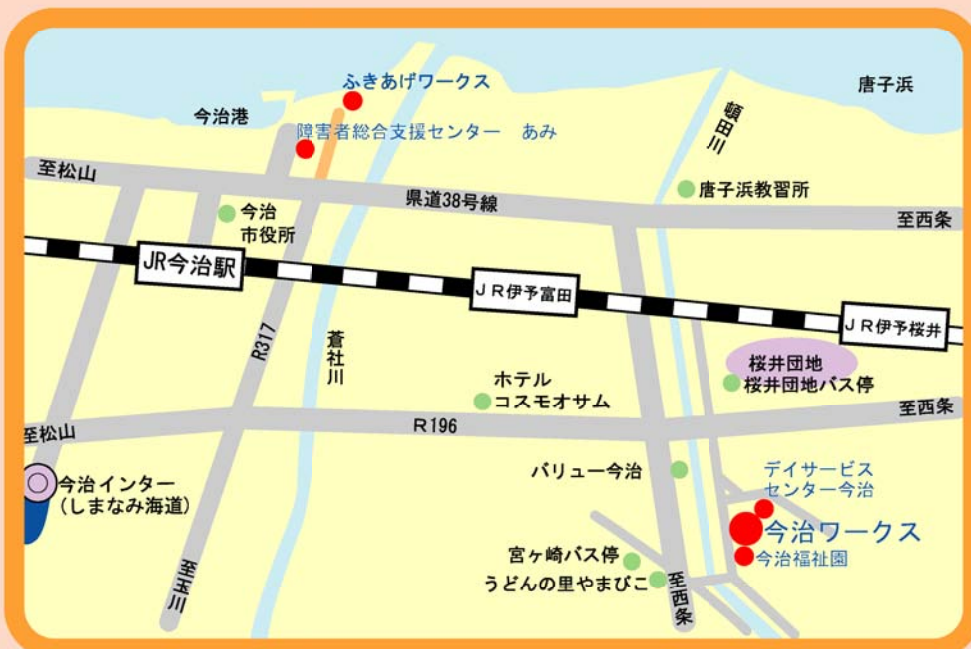 ふきあげワークス
唐子浜
今治港
頓田川
障害者総合支援センター　あみ
至松山
県道38号線
唐子浜教習所
今治
市役所
至西条
JR今治駅
JR伊予富田
JR伊予桜井
R317
蒼社川
桜井団地
桜井団地バス停
ホテル
コスモオサム
至西条
R196
至松山
バリュー今治
デイサービス
センター今治
今治インター
(しまなみ海道)
今治ワークス
宮ヶ崎バス停
今治福祉園
うどんの里やまびこ
至玉川
至西条